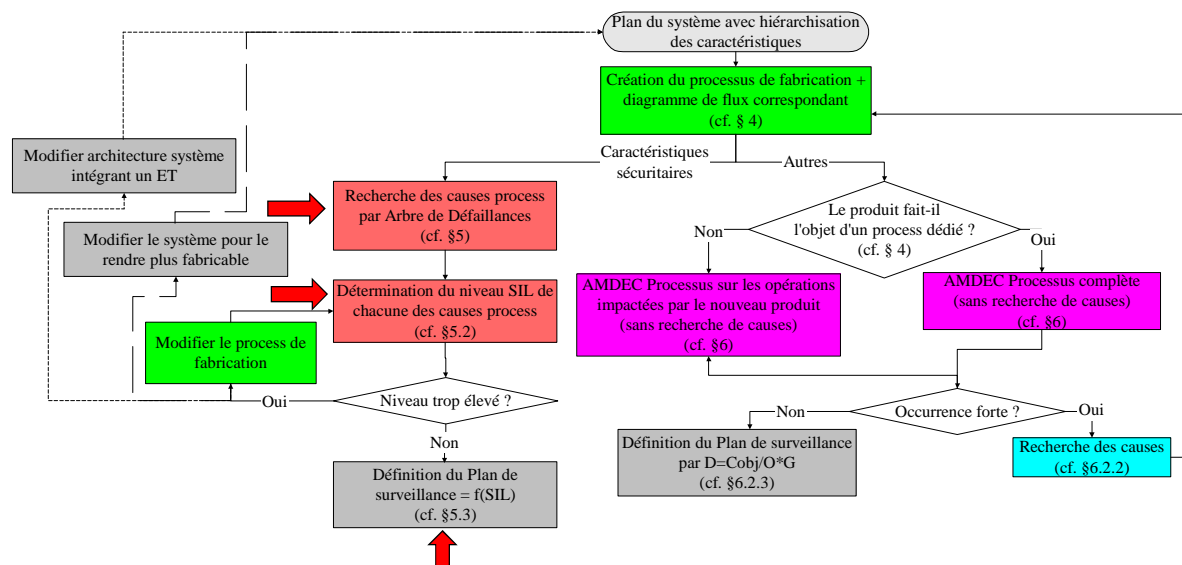 Plan du système avec hiérarchisation
des caractéristiques
Création du processus de fabrication +
diagramme de flux correspondant
(cf. § 4)
Caractéristiques
sécuritaires
Autres
Modifier architecture système
intégrant un ET
Recherche des causes process
par Arbre de Défaillances
(cf. §5)
Le produit fait-il
l'objet d'un process dédié ?
(cf. § 4)
Non
Oui
Modifier le système pour le
rendre plus fabricable
Détermination du niveau SIL de
chacune des causes process
(cf. §5.2)
AMDEC Processus sur les opérations
impactées par le nouveau produit
(sans recherche de causes)
(cf. §6)
AMDEC Processus complète
(sans recherche de causes)
(cf. §6)
Modifier le process de
fabrication
Oui
Niveau trop élevé ?
Non
Non
Occurrence forte ?
Oui
Définition du Plan de
surveillance = f(SIL)
(cf. §5.3)
Définition du Plan de surveillance
par D=Cobj/O*G
(cf. §6.2.3)
Recherche des causes
(cf. §6.2.2)